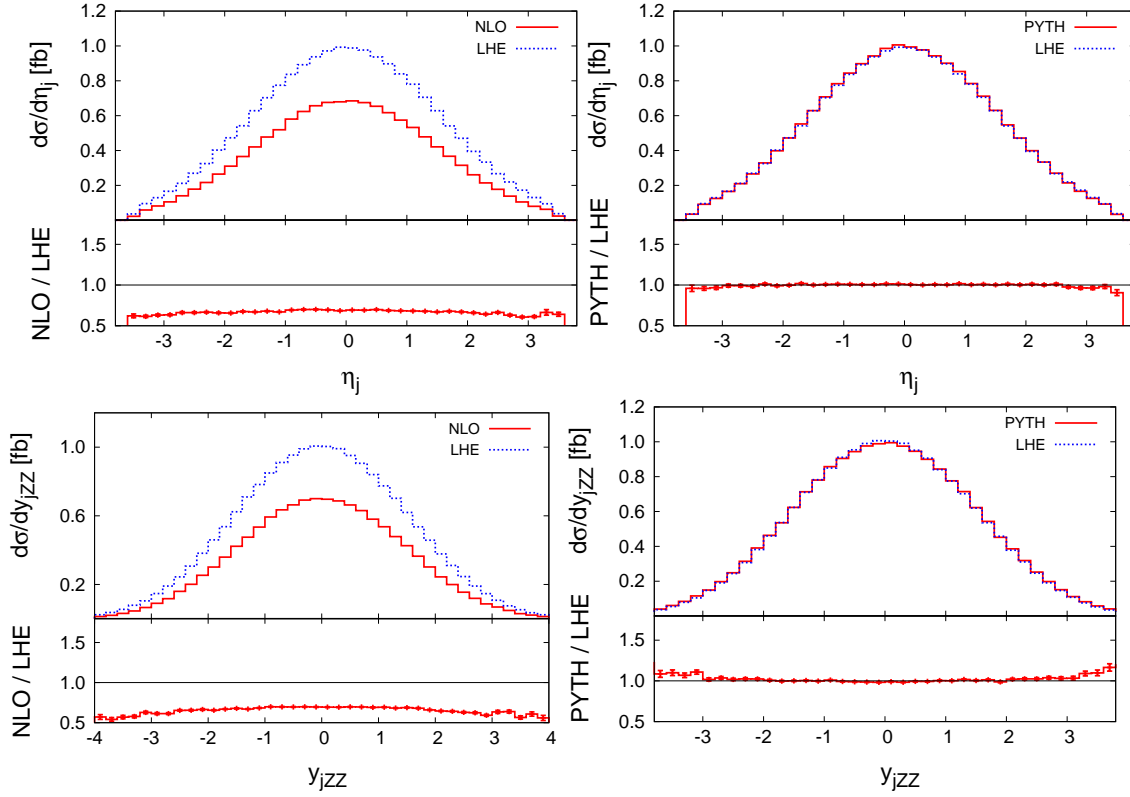 1.2
1.0
0.8
0.6
0.4
0.2
dσ/dηj [fb]
NLO
LHE
1.5
1.0
0.5
NLO / LHE
-3 -2 -1 0 1 2 3
ηj
1.2
1.0
0.8
0.6
0.4
0.2
dσ/dηj [fb]
PYTH
LHE
1.5
1.0
0.5
PYTH / LHE
-3 -2 -1 0 1 2 3
ηj
1.0
0.6
0.2
dσ/dyjZZ [fb]
NLO
LHE
1.5
1.0
0.5
NLO / LHE
-4 -3 -2 -1 0 1 2 3 4
yjZZ
1.2
1.0
0.8
0.6
0.4
0.2
dσ/dyjZZ [fb]
PYTH
LHE
1.5
1.0
0.5
PYTH / LHE
-3 -2 -1 0 1 2 3
yjZZ